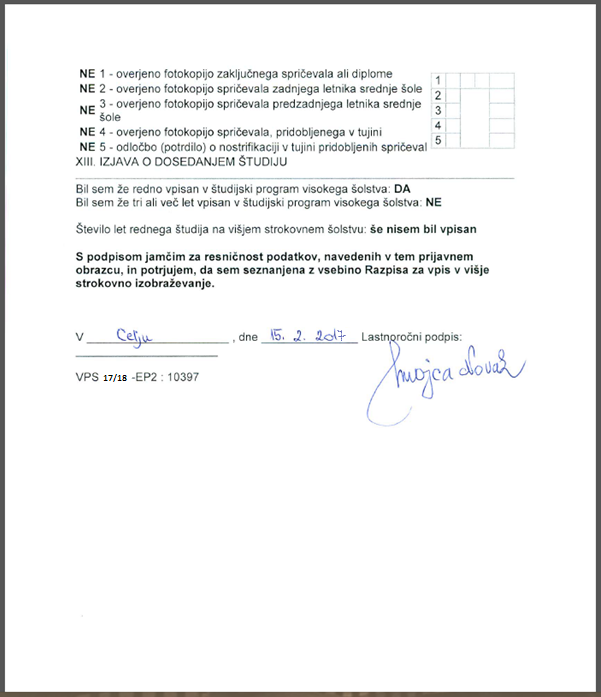 NE 1 - overjeno fotokopijo zaključnega spričevala ali diplome
NE 2 - overjeno fotokopijo spričevala zadnjega letnika srednje šole
NE 3 - overjeno fotokopijo spričevala predzadnjega letnika srednje
šole
NE 4 - overjeno fotokopijo spričevala, pridobljenega v tujini
NE 5 - odločbo (potrdilo) o nostrifikaciji v tujini pridobljenih spričeval
1
2
3
4
5
XIII. IZJAVA O DOSEDANJEM ŠTUDIJU
Bil sem že redno vpisan v študijski program visokega šolstva: DA
Bil sem že tri ali več let vpisan v študijski program visokega šolstva: NE
Število let rednega študija na višjem strokovnem šolstvu: še nisem bil vpisan
S podpisom jamčim za resničnost podatkov, navedenih v tem prijavnem
obrazcu, in potrjujem, da sem seznanjena z vsebino Razpisa za vpis v višje
strokovno izobraževanje.
V Celju, dne 15. 2. 2017 Lastnoročni podpis:
Mojca Novak
VPS 17/18 -EP2 : 10397